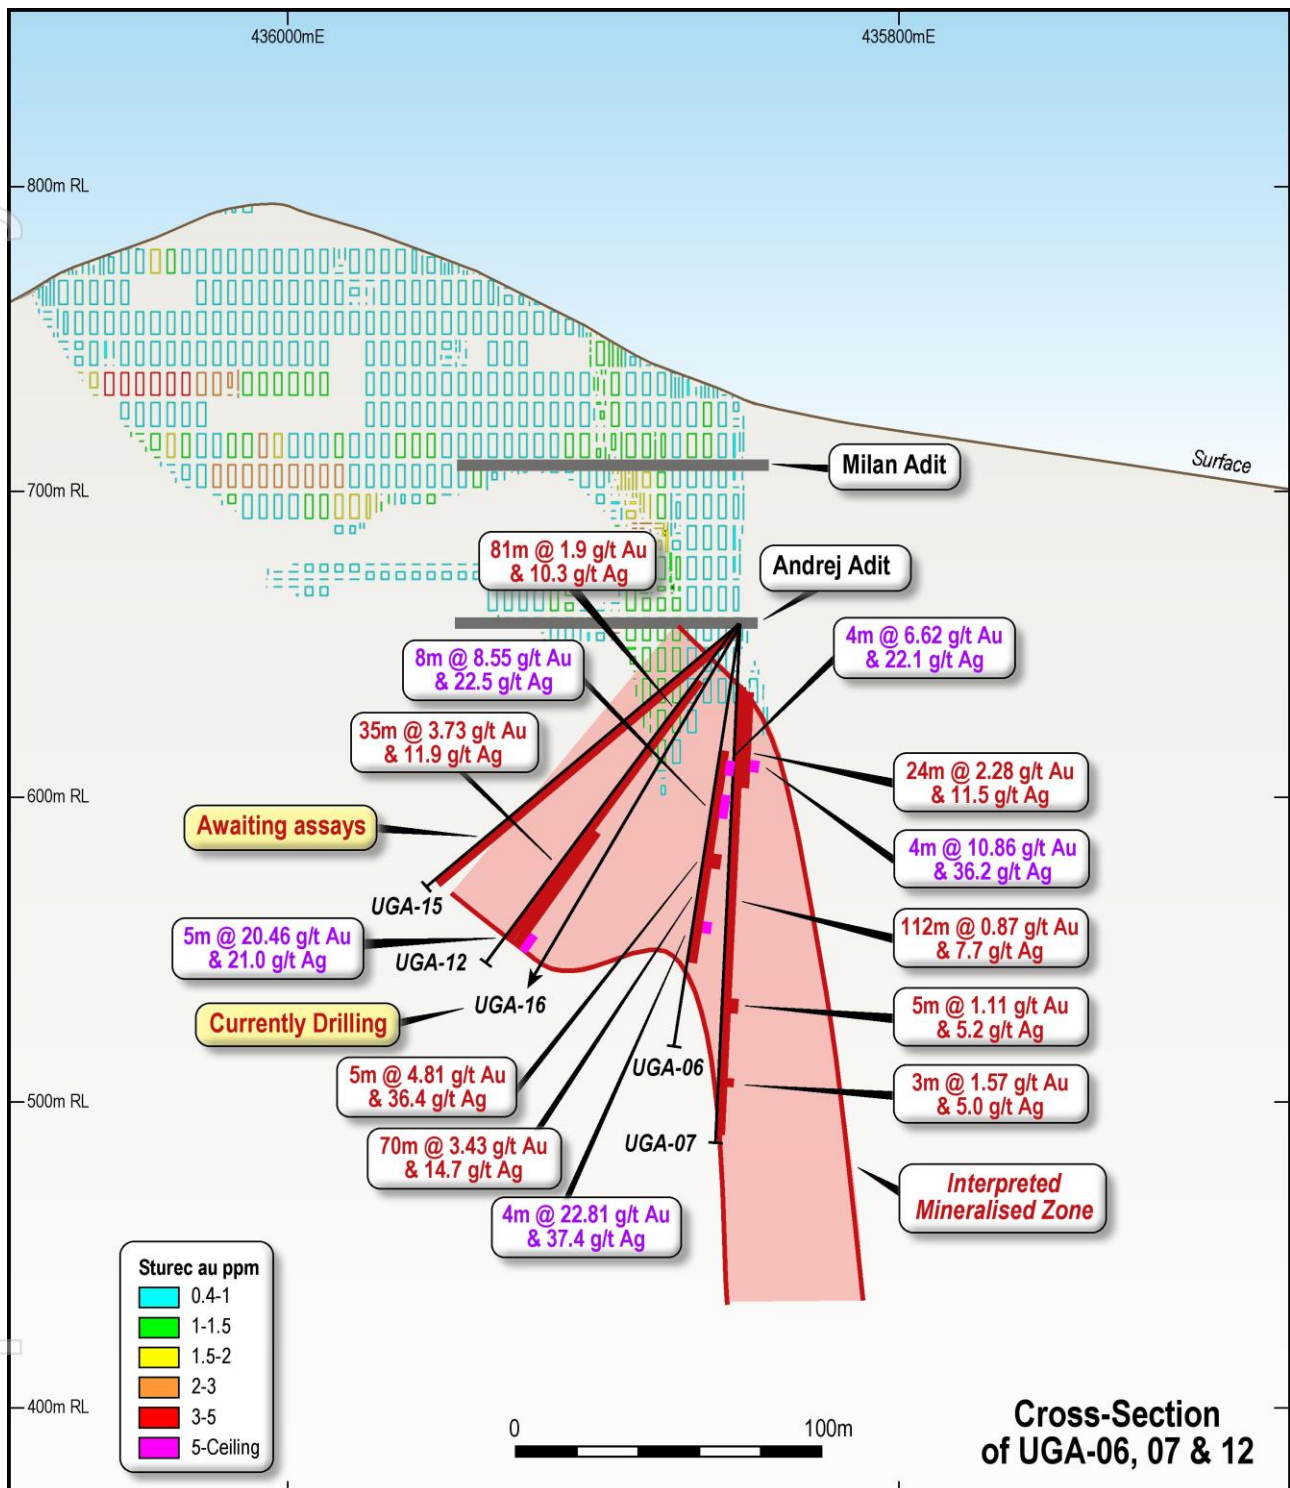 436000mE
435800mE
800m RL
Surface
Milan Adit
700m RL
81m @ 1.9 g/t Au
& 10.3 g/t Ag
Andrej Adit
4m @ 6.62 g/t Au
& 22.1 g/t Ag
8m @ 8.55 g/t Au
& 22.5 g/t Ag
35m @ 3.73 g/t Au
& 11.9 g/t Ag
24m @ 2.28 g/t Au
& 11.5 g/t Ag
600m RL
Awaiting assays
4m @ 10.86 g/t Au
& 36.2 g/t Ag
UGA-15
112m @ 0.87 g/t Au
& 7.7 g/t Ag
5m @ 20.46 g/t Au
& 21.0 g/t Ag
UGA-12
UGA-16
Currently Drilling
5m @ 1.11 g/t Au
& 5.2 g/t Ag
UGA-06
5m @ 4.81 g/t Au
& 36.4 g/t Ag
3m @ 1.57 g/t Au
& 5.0 g/t Ag
500m RL
UGA-07
70m @ 3.43 g/t Au
& 14.7 g/t Ag
Interpreted
Mineralised Zone
4m @ 22.81 g/t Au
& 37.4 g/t Ag
Sturec au ppm
0.4-1
1-1.5
1.5-2
2-3
3-5
5-Ceiling
400m RL
0
100m
Cross-Section
of UGA-06, 07 & 12